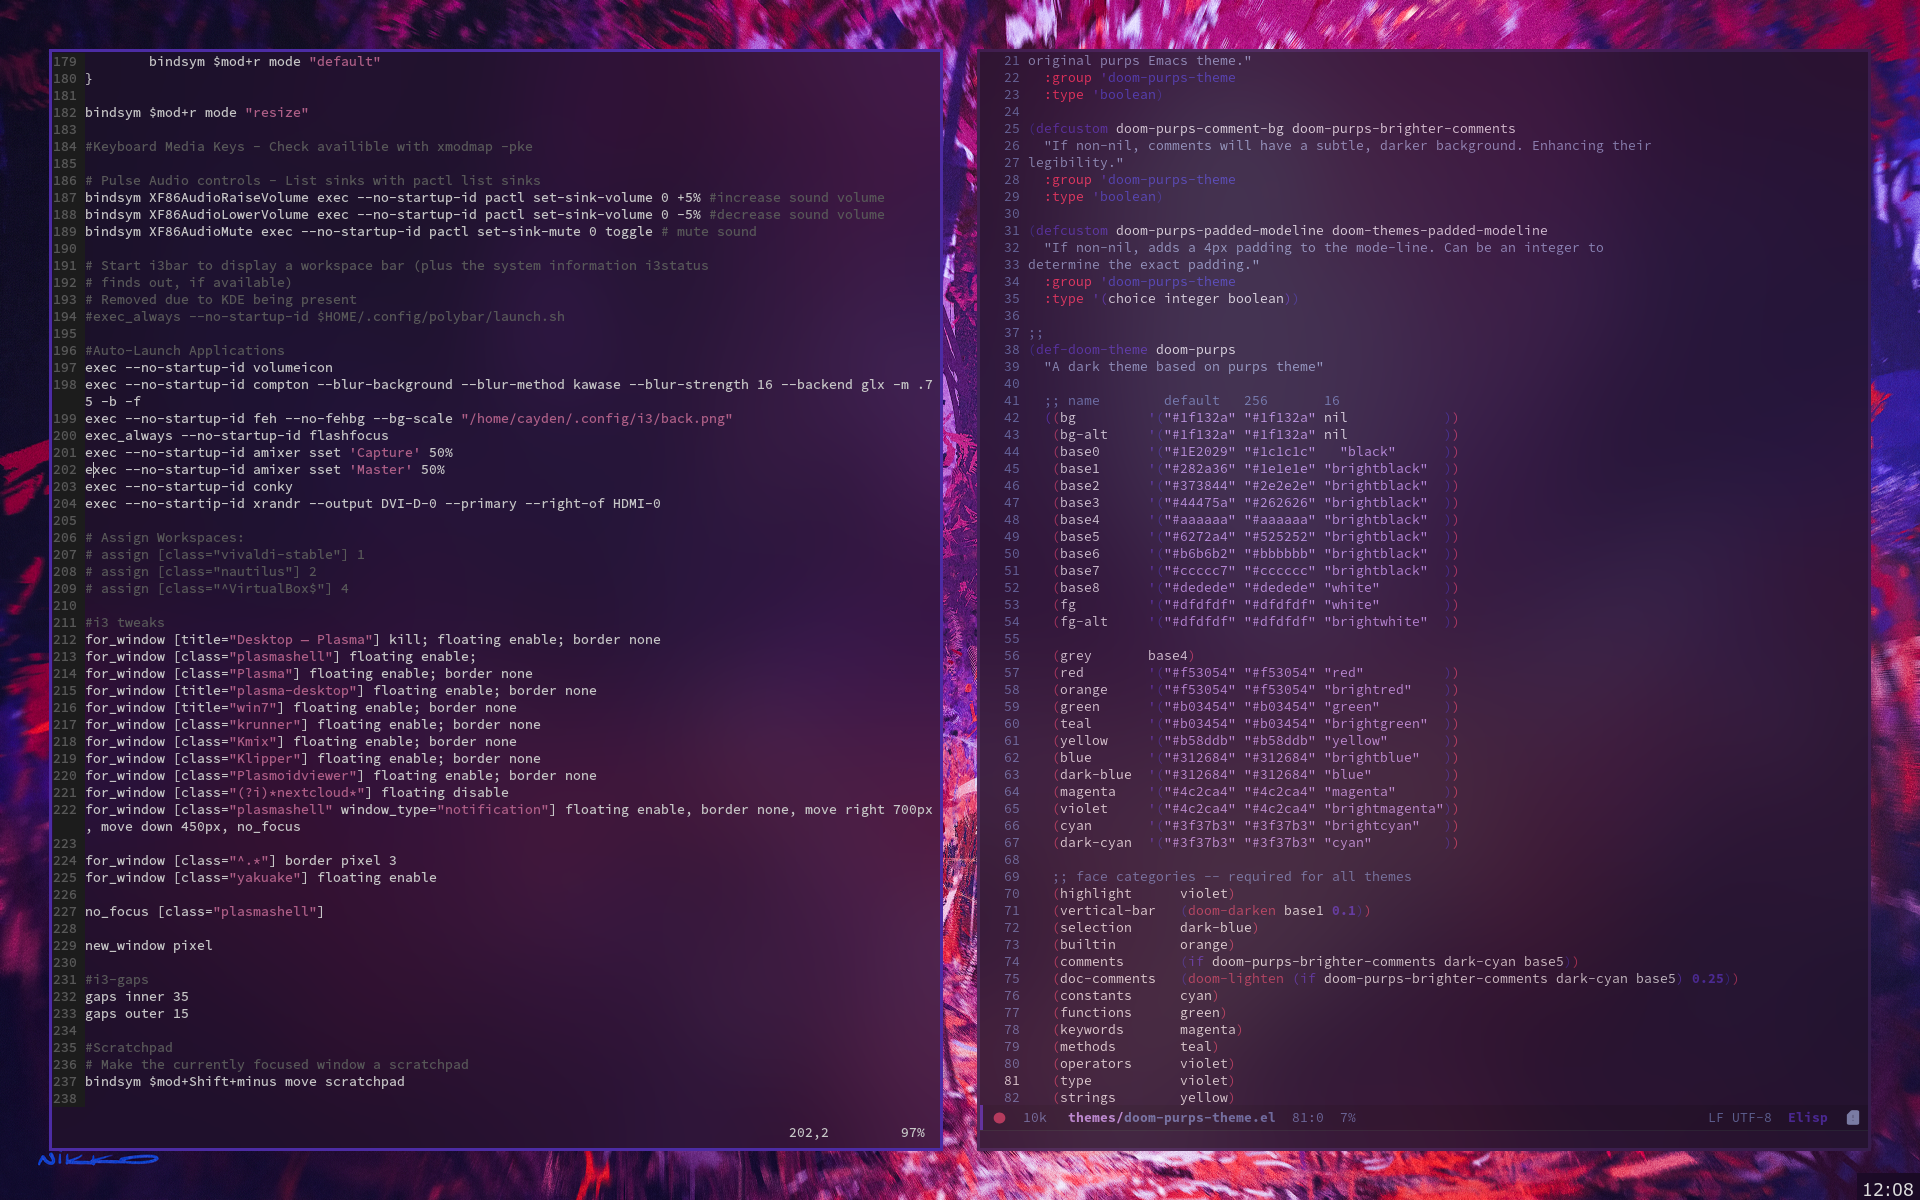 179         bindsym $mod+r mode "default"
180 }
181
182 bindsym $mod+r mode "resize"
183
184 #Keyboard Media Keys - Check availible with xmodmap -pke
185
186 # Pulse Audio controls - List sinks with pactl list sinks
187 bindsym XF86AudioRaiseVolume exec --no-startup-id pactl set-sink-volume 0 +5% #increase sound volume
188 bindsym XF86AudioLowerVolume exec --no-startup-id pactl set-sink-volume 0 -5% #decrease sound volume
189 bindsym XF86AudioMute exec --no-startup-id pactl set-sink-mute 0 toggle # mute sound
190
191 # Start i3bar to display a workspace bar (plus the system information i3status
192 # finds out, if available)
193 # Removed due to KDE being present
194 #exec_always --no-startup-id $HOME/.config/polybar/launch.sh
195
196 #Auto-Launch Applications
197 exec --no-startup-id volumeicon
198 exec --no-startup-id compton --blur-background --blur-method kawase --blur-strength 16 --backend glx -m .7
5 -b -f
199 exec --no-startup-id feh --no-fehbg --bg-scale "/home/cayden/.config/i3/back.png"
200 exec_always --no-startup-id flashfocus
201 exec --no-startup-id amixer sset 'Capture' 50%
202 exec --no-startup-id amixer sset 'Master' 50%
203 exec --no-startup-id conky
204 exec --no-startip-id xrandr --output DVI-D-0 --primary --right-of HDMI-0
205
206 # Assign Workspaces:
207 # assign [class="vivaldi-stable"] 1
208 # assign [class="nautilus"] 2
209 # assign [class="^VirtualBox$"] 4
210
211 #i3 tweaks
212 for_window [title="Desktop — Plasma"] kill; floating enable; border none
213 for_window [class="plasmashell"] floating enable;
214 for_window [class="Plasma"] floating enable; border none
215 for_window [title="plasma-desktop"] floating enable; border none
216 for_window [title="win7"] floating enable; border none
217 for_window [class="krunner"] floating enable; border none
218 for_window [class="Kmix"] floating enable; border none
219 for_window [class="Klipper"] floating enable; border none
220 for_window [class="Plasmoidviewer"] floating enable; border none
221 for_window [class="(?i)*nextcloud*"] floating disable
222 for_window [class="plasmashell" window_type="notification"] floating enable, border none, move right 700px
, move down 450px, no_focus
223
224 for_window [class="^.*"] border pixel 3
225 for_window [class="yakuake"] floating enable
226
227 no_focus [class="plasmashell"]
228
229 new_window pixel
230
231 #i3-gaps
232 gaps inner 35
233 gaps outer 15
234
235 #Scratchpad
236 # Make the currently focused window a scratchpad
237 bindsym $mod+Shift+minus move scratchpad
238
202,2         97%
21 original purps Emacs theme."
22   :group 'doom-purps-theme
23   :type 'boolean)
24
25 (defcustom doom-purps-comment-bg doom-purps-brighter-comments
26   "If non-nil, comments will have a subtle, darker background. Enhancing their
27 legibility."
28   :group 'doom-purps-theme
29   :type 'boolean)
30
31 (defcustom doom-purps-padded-modeline doom-themes-padded-modeline
32   "If non-nil, adds a 4px padding to the mode-line. Can be an integer to
33 determine the exact padding."
34   :group 'doom-purps-theme
35   :type '(choice integer boolean))
36
37 ;;
38 (def-doom-theme doom-purps
39   "A dark theme based on purps theme"
40
41   ;; name        default   256       16
42   ((bg         '("#1f132a" "#1f132a" nil            ))
43    (bg-alt     '("#1f132a" "#1f132a" nil            ))
44    (base0      '("#1E2029" "#1c1c1c"   "black"      ))
45    (base1      '("#282a36" "#1e1e1e" "brightblack"  ))
46    (base2      '("#373844" "#2e2e2e" "brightblack"  ))
47    (base3      '("#44475a" "#262626" "brightblack"  ))
48    (base4      '("#aaaaaa" "#aaaaaa" "brightblack"  ))
49    (base5      '("#6272a4" "#525252" "brightblack"  ))
50    (base6      '("#b6b6b2" "#bbbbbb" "brightblack"  ))
51    (base7      '("#ccccc7" "#cccccc" "brightblack"  ))
52    (base8      '("#dedede" "#dedede" "white"        ))
53    (fg         '("#dfdfdf" "#dfdfdf" "white"        ))
54    (fg-alt     '("#dfdfdf" "#dfdfdf" "brightwhite"  ))
55
56    (grey       base4)
57    (red        '("#f53054" "#f53054" "red"          ))
58    (orange     '("#f53054" "#f53054" "brightred"    ))
59    (green      '("#b03454" "#b03454" "green"        ))
60    (teal       '("#b03454" "#b03454" "brightgreen"  ))
61    (yellow     '("#b58ddb" "#b58ddb" "yellow"       ))
62    (blue       '("#312684" "#312684" "brightblue"   ))
63    (dark-blue  '("#312684" "#312684" "blue"         ))
64    (magenta    '("#4c2ca4" "#4c2ca4" "magenta"      ))
65    (violet     '("#4c2ca4" "#4c2ca4" "brightmagenta"))
66    (cyan       '("#3f37b3" "#3f37b3" "brightcyan"   ))
67    (dark-cyan  '("#3f37b3" "#3f37b3" "cyan"         ))
68
69    ;; face categories -- required for all themes
70    (highlight      violet)
71    (vertical-bar   (doom-darken base1 0.1))
72    (selection      dark-blue)
73    (builtin        orange)
74    (comments       (if doom-purps-brighter-comments dark-cyan base5))
75    (doc-comments   (doom-lighten (if doom-purps-brighter-comments dark-cyan base5) 0.25))
76    (constants      cyan)
77    (functions      green)
78    (keywords       magenta)
79    (methods        teal)
80    (operators      violet)
81    (type           violet)
82    (strings        yellow)
10k  themes/doom-purps-theme.el  81:0  7%  LF UTF-8  Elisp
NIKKO
12:08